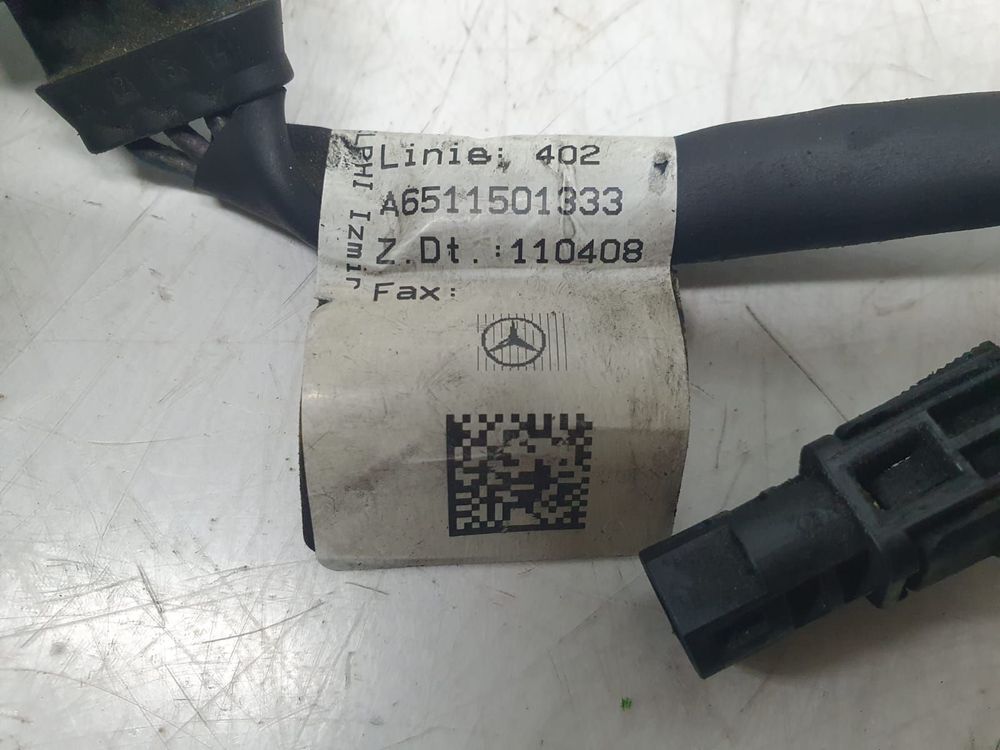 Linie: 402
A6511501333
Z.Dt.:110408
Fax:
LPHI Izmir